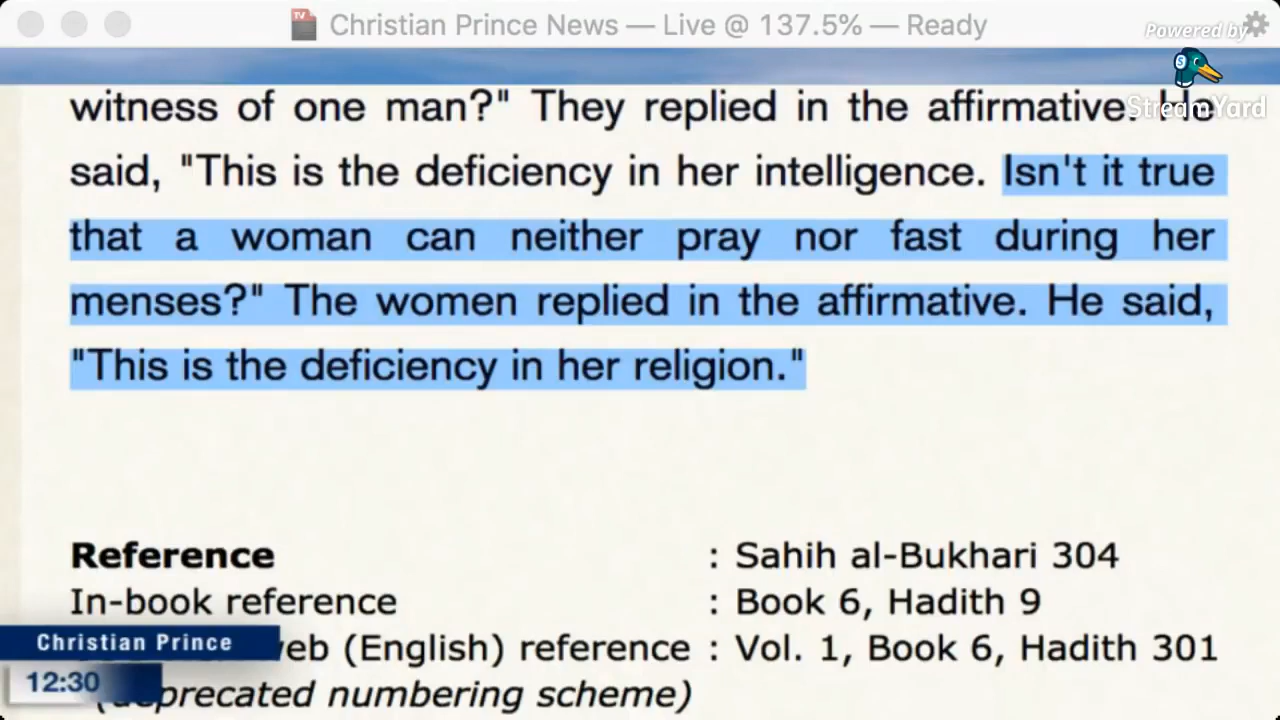 Christian Prince News — Live @ 137.5% — Ready
Powered by
StreamYard
witness of one man?" They replied in the affirmative. He
said, "This is the deficiency in her intelligence. Isn't it true
that a woman can neither pray nor fast during her
menses?" The women replied in the affirmative. He said,
"This is the deficiency in her religion."
Reference : Sahih al-Bukhari 304
In-book reference : Book 6, Hadith 9
Christian Prince
(English) reference : Vol. 1, Book 6, Hadith 301
12:30
numbering scheme)